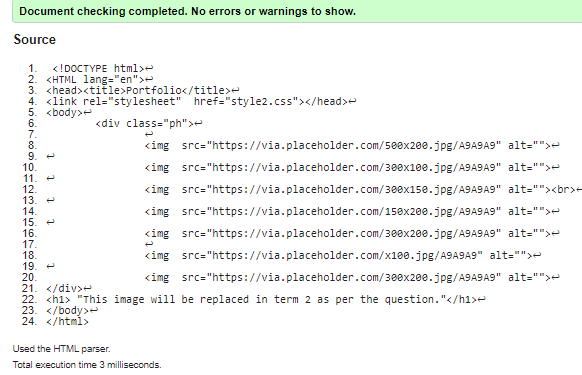 Document checking completed. No errors or warnings to show.
Source
1. <!DOCTYPE html>↩
2. <HTML lang="en">↩
3. <head><title>Portfolio</title>↩
4. <link rel="stylesheet"  href="style2.css"></head>↩
5. <body>↩
6. <div class="ph">↩
7. ↩
8. <img  src="https://via.placeholder.com/500x200.jpg/A9A9A9" alt="">↩
9. ↩
10. <img  src="https://via.placeholder.com/300x100.jpg/A9A9A9" alt="">↩
11. ↩
12. <img  src="https://via.placeholder.com/300x150.jpg/A9A9A9" alt=""><br>↩
13. ↩
14. <img  src="https://via.placeholder.com/150x200.jpg/A9A9A9" alt="">↩
15. ↩
16. <img  src="https://via.placeholder.com/300x200.jpg/A9A9A9" alt="">↩
17. ↩
18. <img  src="https://via.placeholder.com/x100.jpg/A9A9A9" alt="">↩
19. ↩
20. <img  src="https://via.placeholder.com/300x200.jpg/A9A9A9" alt="">↩
21. </div>↩
22. <h1> "This image will be replaced in term 2 as per the question."</h1>↩
23. </body>↩
24. </html>
Used the HTML parser.
Total execution time 3 milliseconds.